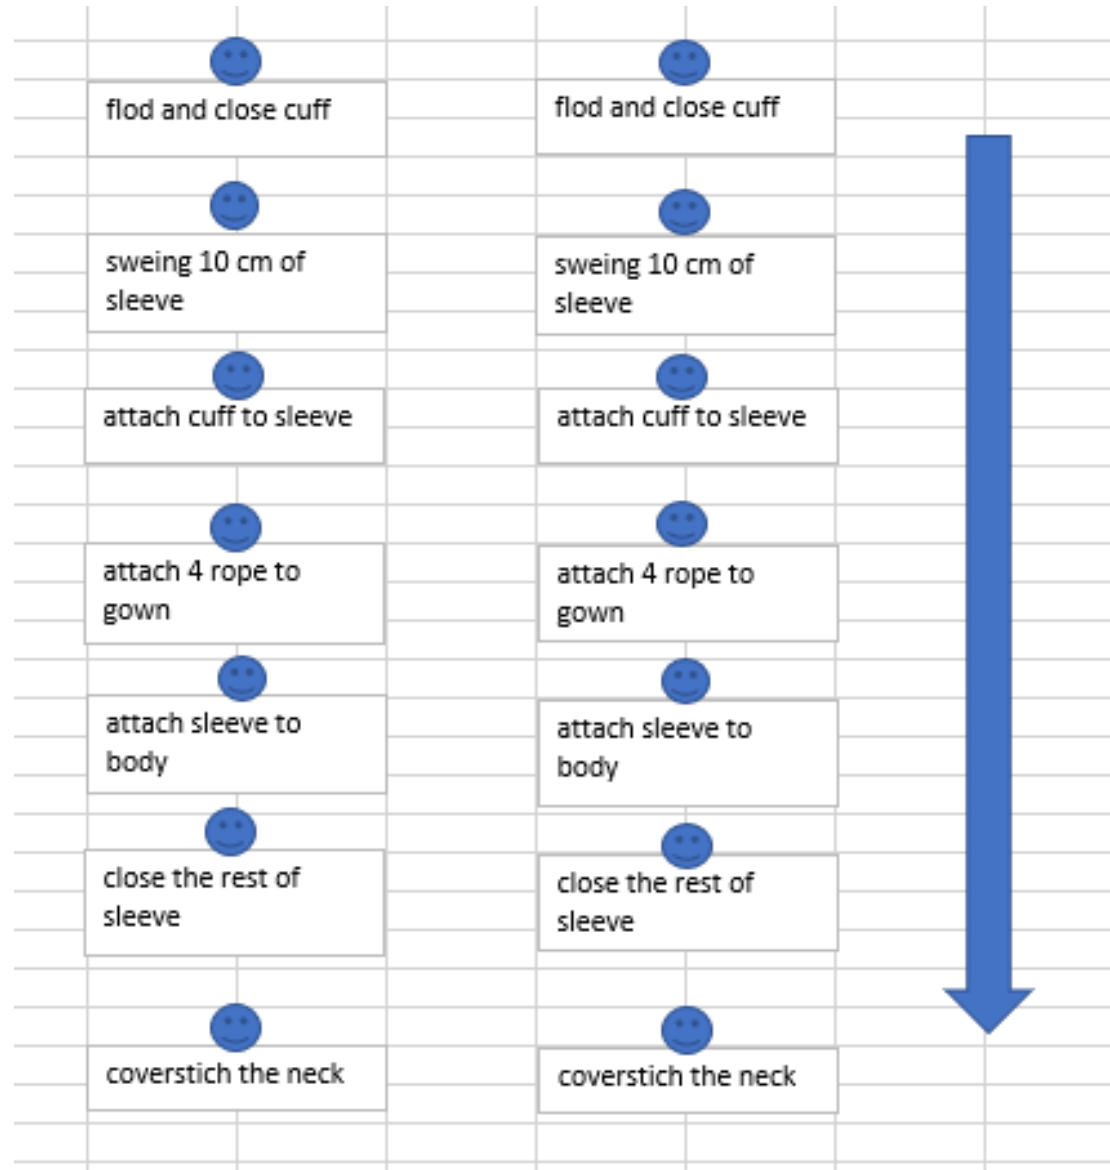 flod and close cuff
flod and close cuff
sweing 10 cm of
sleeve
sweing 10 cm of
sleeve
attach cuff to sleeve
attach cuff to sleeve
attach 4 rope to
gown
attach 4 rope to
gown
attach sleeve to
body
attach sleeve to
body
close the rest of
sleeve
close the rest of
sleeve
coverstich the neck
coverstich the neck